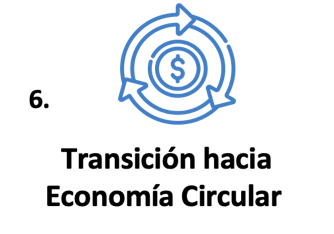 $
6.
Transición hacia
Economía Circular